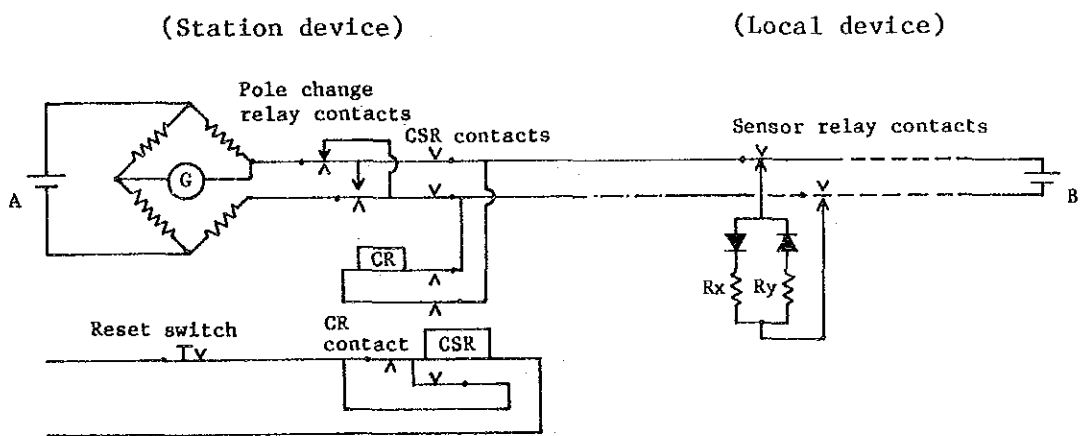 (Station device)
(Local device)
Pole change
relay contacts
CSR contacts
Sensor relay contacts
A
G
B
CR
Rx
Ry
Reset switch
CR
contact
CSR